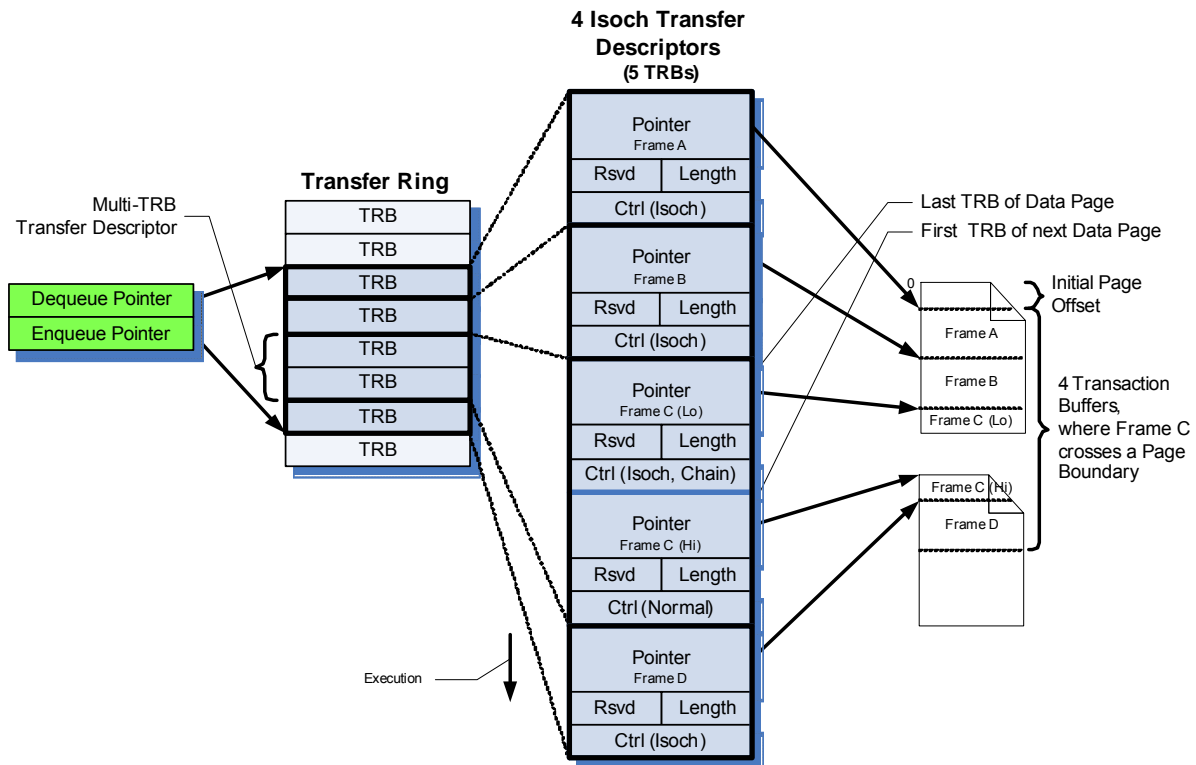 4 Isoch Transfer
Descriptors
(5 TRBs)
Transfer Ring
Multi-TRB
Transfer Descriptor
Dequeue Pointer
Enqueue Pointer
TRB
TRB
TRB
TRB
TRB
TRB
TRB
TRB
Execution
Pointer
Frame A
Rsvd Length
Ctrl (Isoch)
Pointer
Frame B
Rsvd Length
Ctrl (Isoch)
Pointer
Frame C (Lo)
Rsvd Length
Ctrl (Isoch, Chain)
Pointer
Frame C (Hi)
Rsvd Length
Ctrl (Normal)
Pointer
Frame D
Rsvd Length
Ctrl (Isoch)
Last TRB of Data Page
First TRB of next Data Page
0
Frame A
Frame B
Frame C (Lo)
Frame C (Hi)
Frame D
Initial Page
Offset
4 Transaction
Buffers,
where Frame C
crosses a Page
Boundary